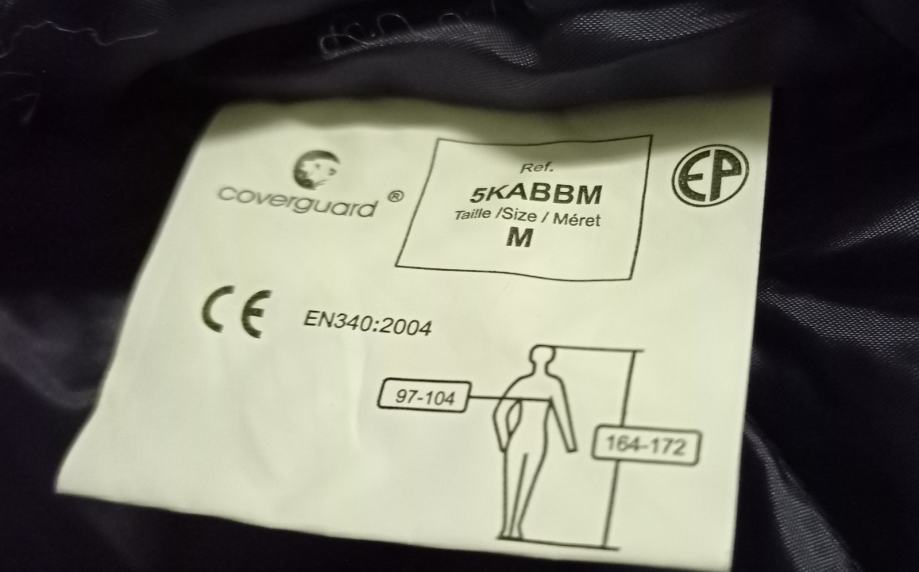 coverguard ®
Ref.
5KABBM
Taille /Size / Méret
M
EP
CE EN340:2004
97-104
164-172